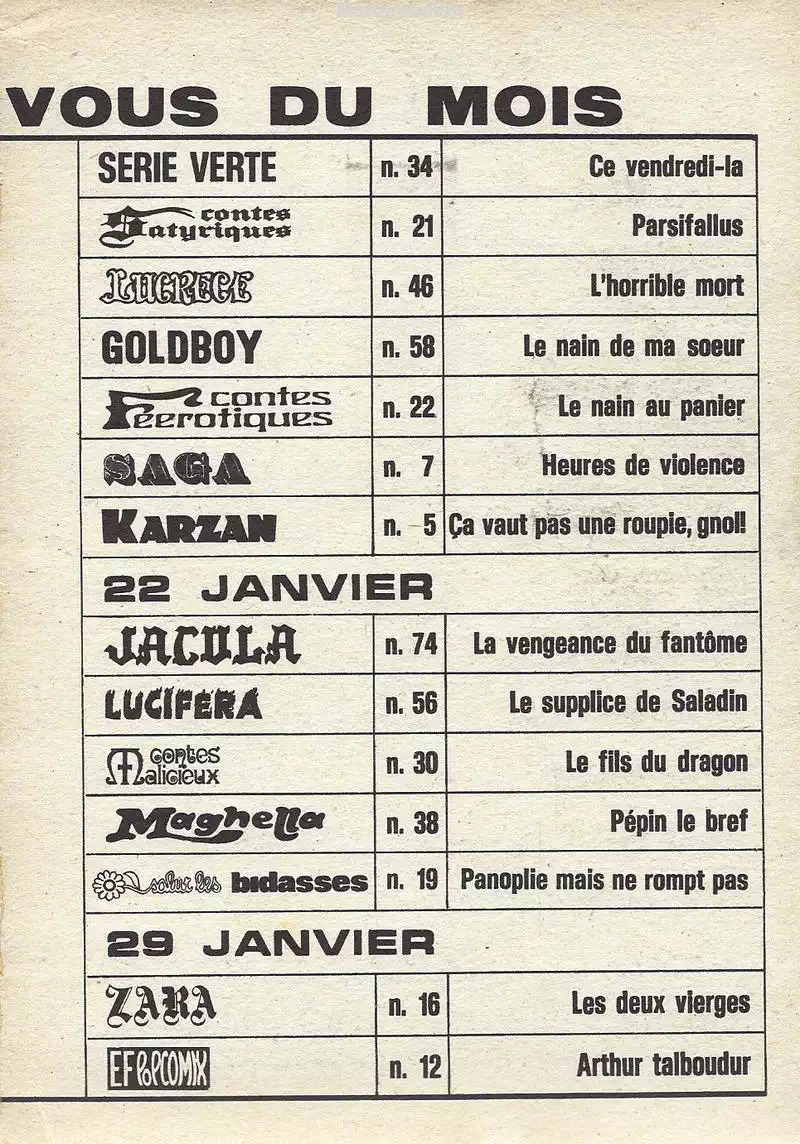 VOUS DU MOIS
SERIE VERTE n. 34 Ce vendredi-la
contes Satyriques n. 21 Parsifallus
LUCRECE n. 46 L'horrible mort
GOLDBOY n. 58 Le nain de ma soeur
contes Féerotiques n. 22 Le nain au panier
SAGA n. 7 Heures de violence
KARZAN n. 5 Ça vaut pas une roupie, gnol!
22 JANVIER
JACULA n. 74 La vengeance du fantôme
LUCIFERA n. 56 Le supplice de Saladin
contes Malicieux n. 30 Le fils du dragon
Maghella n. 38 Pépin le bref
salut les bidasses n. 19 Panoplie mais ne rompt pas
29 JANVIER
ZARA n. 16 Les deux vierges
EF POPCOMIX n. 12 Arthur talboudur